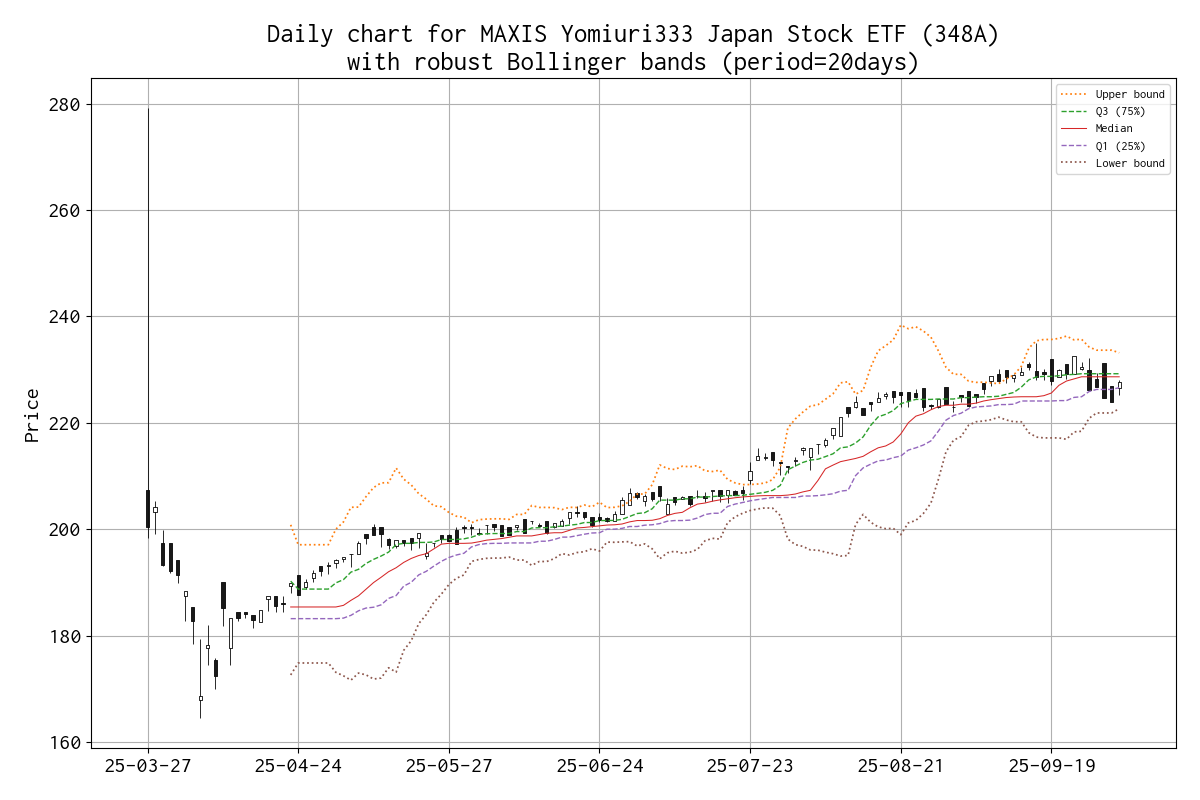 Daily chart for MAXIS Yomiuri333 Japan Stock ETF (348A)
with robust Bollinger bands (period=20days)
Upper bound
Q3 (75%)
Median
Q1 (25%)
Lower bound
280
260
240
220
200
180
160
Price
25-03-27
25-04-24
25-05-27
25-06-24
25-07-23
25-08-21
25-09-19